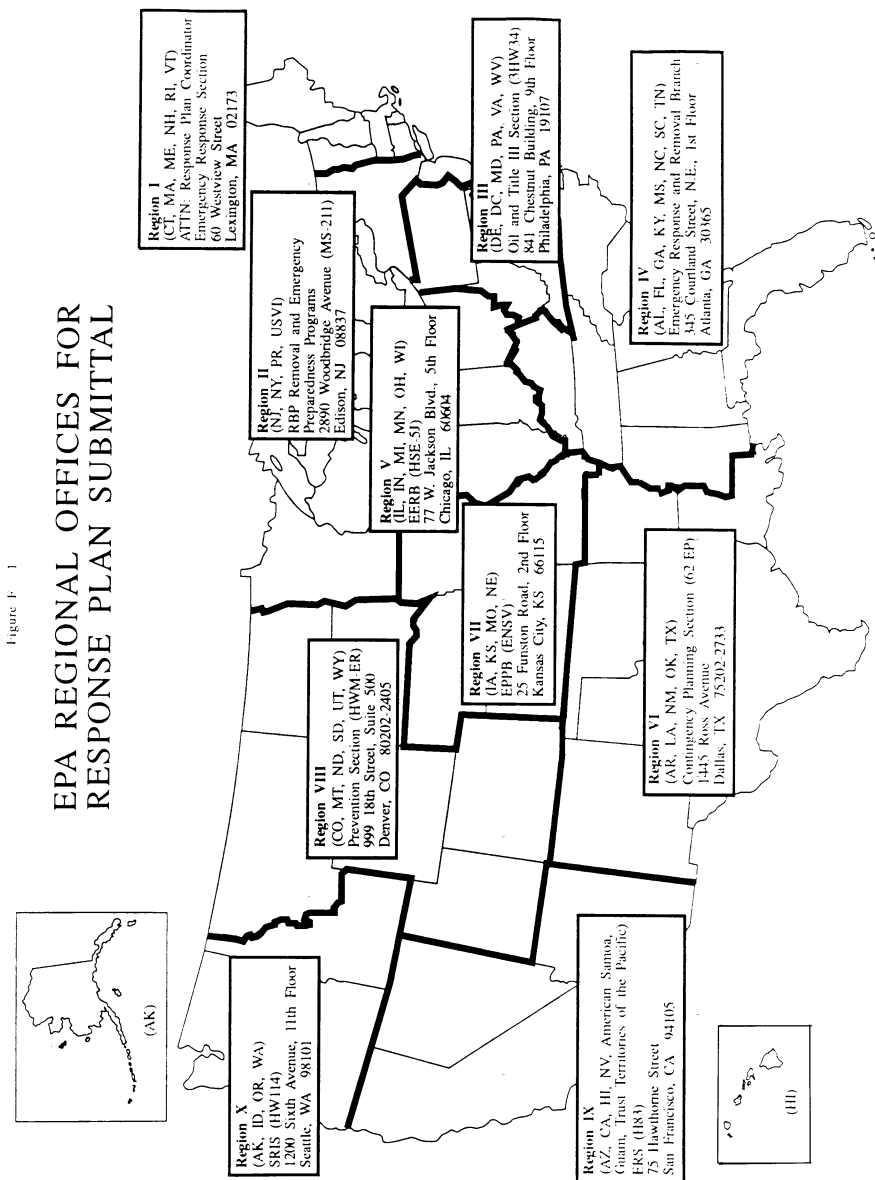 Figure F 1
EPA REGIONAL OFFICES FOR
RESPONSE PLAN SUBMITTAL
(AK)
Region X
(AK, ID, OR, WA)
SRIS (HW114)
1200 Sixth Avenue, 11th Floor
Seattle, WA 98101
Region VIII
(CO, MT, ND, SD, UT, WY)
Prevention Section (HWM-ER)
999 18th Street, Suite 500
Denver, CO 80202-2405
Region II
(NJ, NY, PR, USVI)
RBP Removal and Emergency
Preparedness Programs
2890 Woodbridge Avenue (MS-211)
Edison, NJ 08837
Region I
(CT, MA, ME, NH, RI, VT)
ATTN: Response Plan Coordinator
Emergency Response Section
60 Westview Street
Lexington, MA 02173
Region V
(IL, IN, MI, MN, OH, WI)
EERB (HSE-5J)
77 W. Jackson Blvd., 5th Floor
Chicago, IL 60604
Region VII
(IA, KS, MO, NE)
EPPB (ENSV)
25 Funston Road, 2nd Floor
Kansas City, KS 66115
Region III
(DE, DC, MD, PA, VA, WV)
Oil and Title III Section (3HW34)
841 Chestnut Building, 9th Floor
Philadelphia, PA 19107
Region IX
(AZ, CA, HI, NV, American Samoa,
Guam, Trust Territories of the Pacific)
ERS (H83)
75 Hawthorne Street
San Francisco, CA 94105
Region VI
(AR, LA, NM, OK, TX)
Contingency Planning Section (62 EP)
1445 Ross Avenue
Dallas, TX 75202-2733
Region IV
(AL, FL, GA, KY, MS, NC, SC, TN)
Emergency Response and Removal Branch
345 Courtland Street, N.E., 1st Floor
Atlanta, GA 30365
(HI)